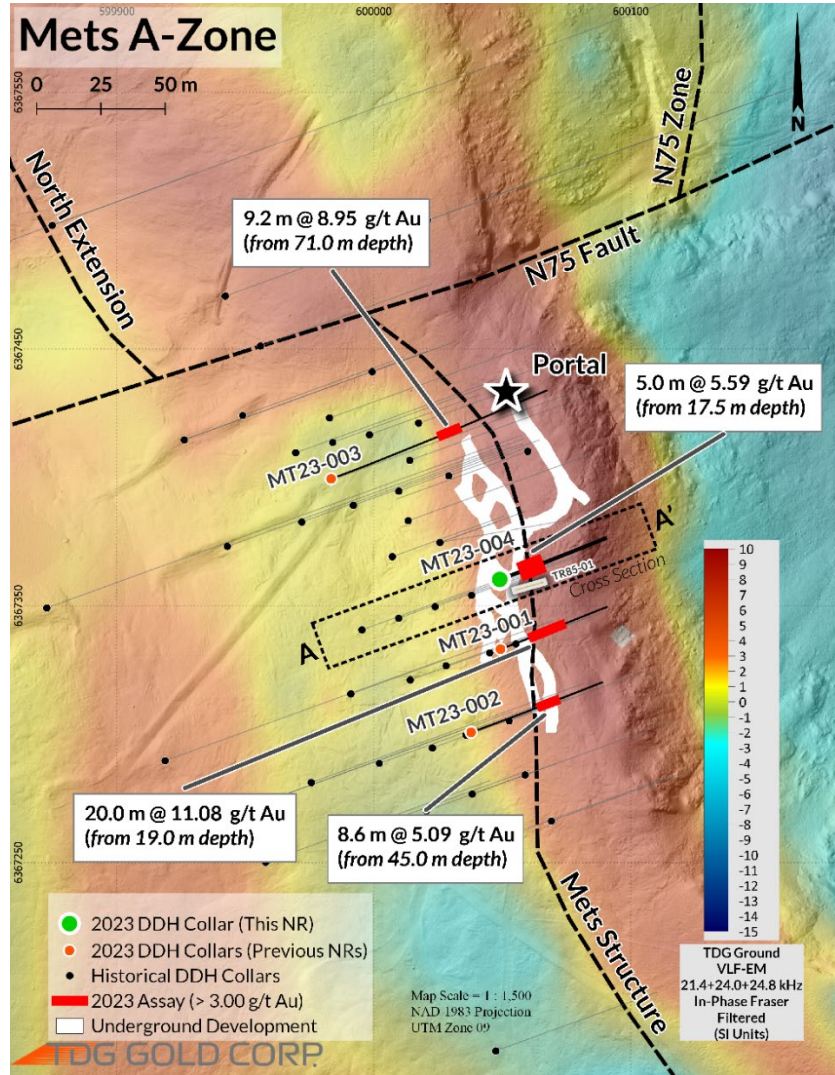 Mets A-Zone
599900
600000
600100
0 25 50 m
N
6367550
6367450
6367350
6367250
North Extension
N75 Zone
N75 Fault
9.2 m @ 8.95 g/t Au
(from 71.0 m depth)
Portal
5.0 m @ 5.59 g/t Au
(from 17.5 m depth)
MT23-003
MT23-004
A'
TR85-01
Cross Section
A
MT23-001
MT23-002
20.0 m @ 11.08 g/t Au
(from 19.0 m depth)
8.6 m @ 5.09 g/t Au
(from 45.0 m depth)
Mets Structure
10
9
8
7
6
5
4
3
2
1
0
-1
-2
-3
-4
-5
-6
-7
-8
-9
-10
-11
-12
-13
-14
-15
TDG Ground
VLF-EM
21.4+24.0+24.8 kHz
In-Phase Fraser
Filtered
(SI Units)
2023 DDH Collar (This NR)
2023 DDH Collars (Previous NRs)
Historical DDH Collars
2023 Assay (> 3.00 g/t Au)
Underground Development
Map Scale = 1 : 1,500
NAD 1983 Projection
UTM Zone 09
TDG GOLD CORP.